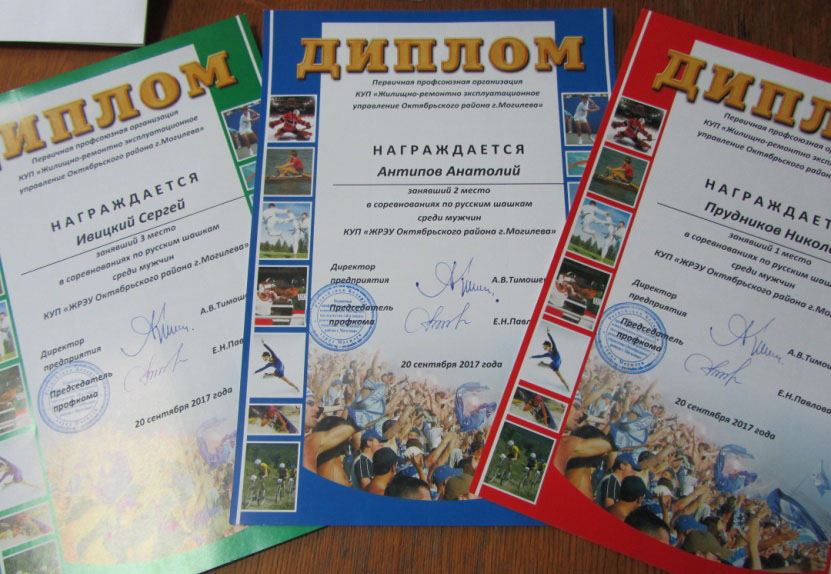 ДИПЛОМ
Первичная профсоюзная организация
КУП «Жилищно-ремонтно эксплуатационное
управление Октябрьского района г.Могилева»
НАГРАЖДАЕТСЯ
Ивицкий Сергей
занявший 3 место
в соревнованиях по русским шашкам
среди мужчин
КУП «ЖРЭУ Октябрьского района г.Могилева»
Директор
предприятия
А.В.Тимоше
Председатель
профкома
Е.Н.Павл
20 сентября 2017 года
ДИПЛОМ
Первичная профсоюзная организация
КУП «Жилищно-ремонтно эксплуатационное
управление Октябрьского района г.Могилева»
НАГРАЖДАЕТСЯ
Антипов Анатолий
занявший 2 место
в соревнованиях по русским шашкам
среди мужчин
КУП «ЖРЭУ Октябрьского района г.Могилева»
Директор
предприятия
А.В.Тимошен
Председатель
профкома
Е.Н.Павло
20 сентября 2017 года
ДИПЛО
Первичная профсоюзная организа
КУП «Жилищно-ремонтно эксплуа
управление Октябрьского район
НАГРАЖДАЕТС
Прудников Никол
занявший 1 место
в соревнованиях по русским шаш
среди мужчин
КУП «ЖРЭУ Октябрьского района г.Мог
Директор
предприятия
А.В.Тимоше
Председатель
профкома
Е.Н.Павлова
20 сентября 2017 года